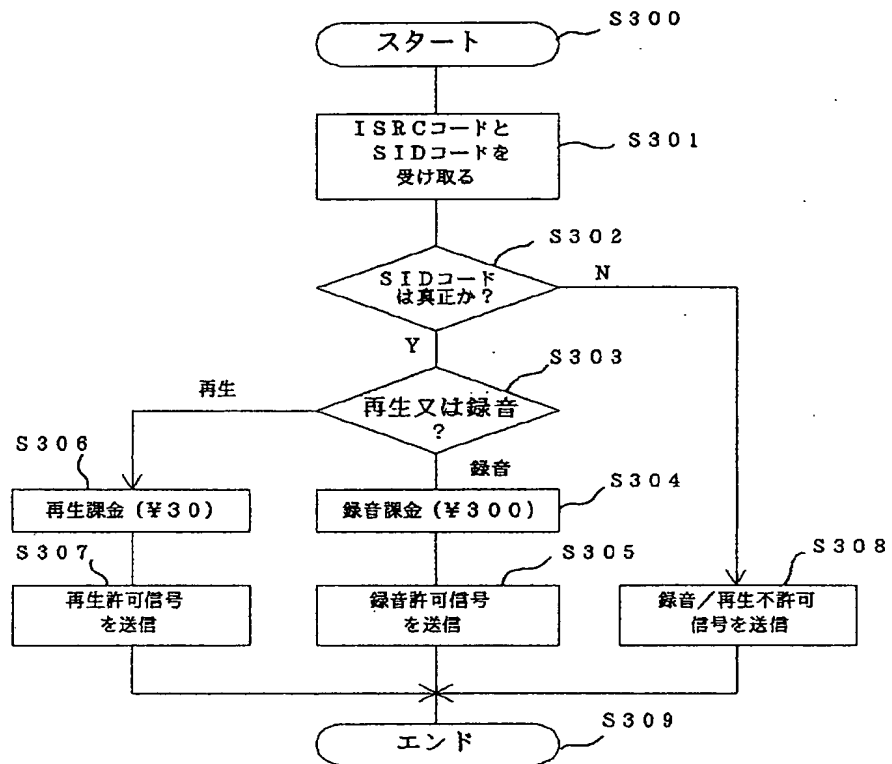 S300
スタート
ISRCコードと
SIDコードを
受け取る
S301
S302
SIDコード
は真正か?
N
Y
S303
再生
再生又は録音
?
S306
録音
S304
再生課金(¥30)
録音課金(¥300)
S307
S305
S308
再生許可信号
を送信
録音許可信号
を送信
録音/再生不許可
信号を送信
S309
エンド